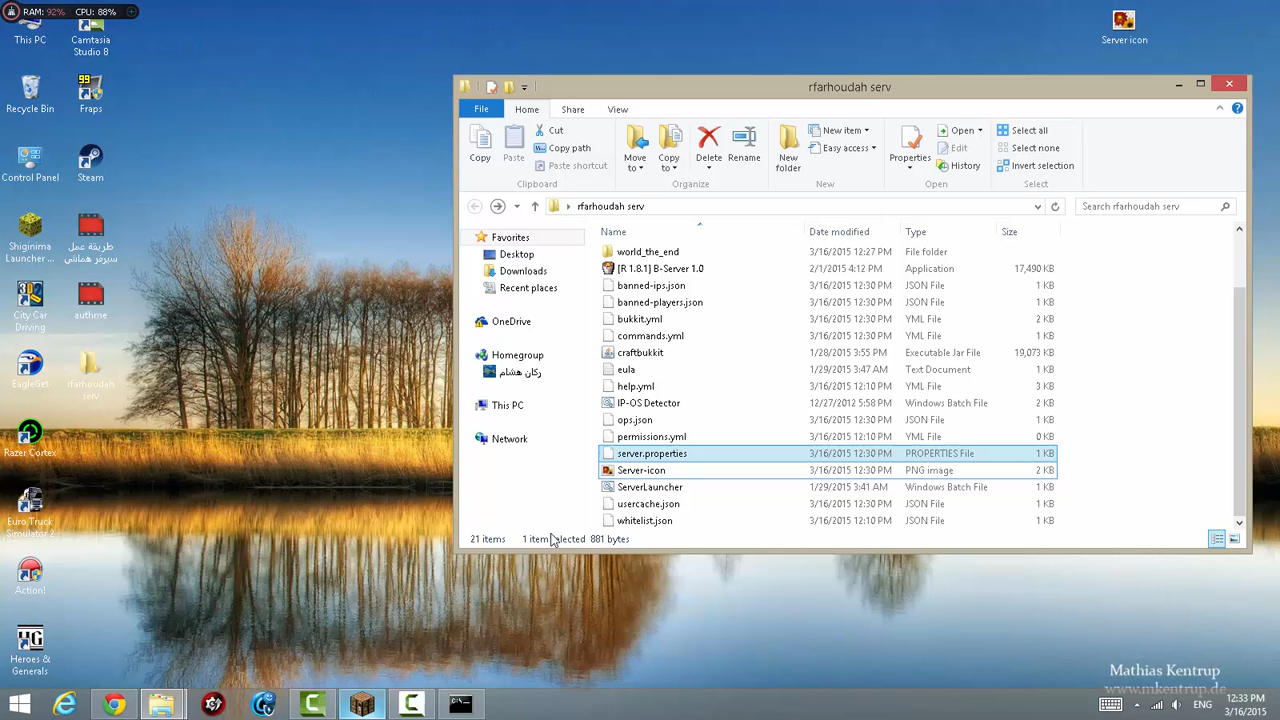 RAM: 92% CPU: 88%
This PC
Camtasia
Studio 8
Server icon
Recycle Bin
99
Fraps
Control Panel
Steam
Shiginima
Launcher ...
طريقة عمل
سيرفر هماشي
City Car
Driving
authme
EagleGet
rfarhoudah
serv
Razer Cortex
Euro Truck
Simulator 2
Action!
H&G
Heroes &
Generals
rfarhoudah serv
File Home Share View
Copy
Paste
Cut
Copy path
Paste shortcut
Clipboard
Move
to
Copy
to
Delete
Rename
Organize
New
folder
New item
Easy access
New
Properties
Open
Edit
History
Open
Select all
Select none
Invert selection
Select
rfarhoudah serv
Search rfarhoudah serv
Favorites
Desktop
Downloads
Recent places
OneDrive
Homegroup
ركان هشام
This PC
Network
Name Date modified Type Size
world_the_end 3/16/2015 12:27 PM File folder
[R 1.8.1] B-Server 1.0 2/1/2015 4:12 PM Application 17,490 KB
banned-ips.json 3/16/2015 12:30 PM JSON File 1 KB
banned-players.json 3/16/2015 12:30 PM JSON File 1 KB
bukkit.yml 3/16/2015 12:30 PM YML File 2 KB
commands.yml 3/16/2015 12:30 PM YML File 1 KB
craftbukkit 1/28/2015 3:55 PM Executable Jar File 19,073 KB
eula 1/29/2015 3:47 AM Text Document 1 KB
help.yml 3/16/2015 12:10 PM YML File 3 KB
IP-OS Detector 12/27/2012 5:58 PM Windows Batch File 2 KB
ops.json 3/16/2015 12:30 PM JSON File 1 KB
permissions.yml 3/16/2015 12:10 PM YML File 0 KB
server.properties 3/16/2015 12:30 PM PROPERTIES File 1 KB
Server-icon 3/16/2015 12:30 PM PNG image 2 KB
ServerLauncher 1/29/2015 3:41 AM Windows Batch File 1 KB
usercache.json 3/16/2015 12:30 PM JSON File 1 KB
whitelist.json 3/16/2015 12:10 PM JSON File 1 KB
21 items 1 item selected 881 bytes
Mathias Kentrup
www.mkentrup.de
ENG
12:33 PM
3/16/2015